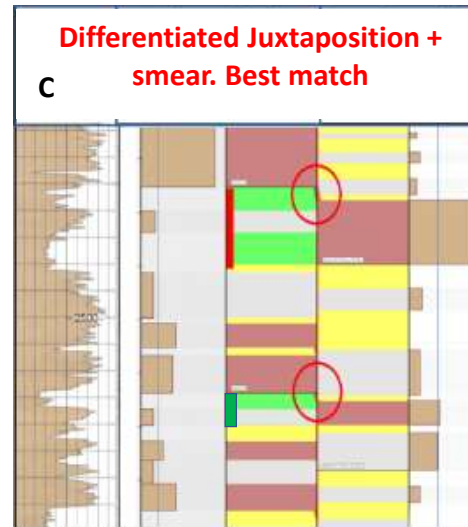 Differentiated Juxtaposition +
smear. Best match
C
2500